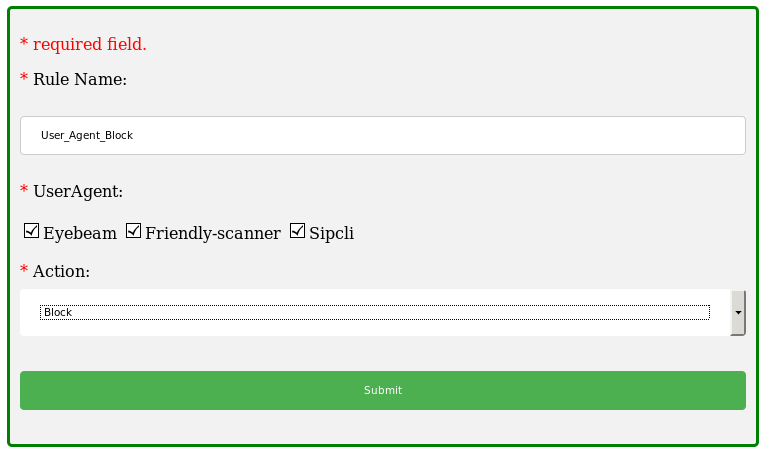 * required field.
* Rule Name:
User_Agent_Block
* UserAgent:
Eyebeam Friendly-scanner Sipcli
* Action:
Block
Submit